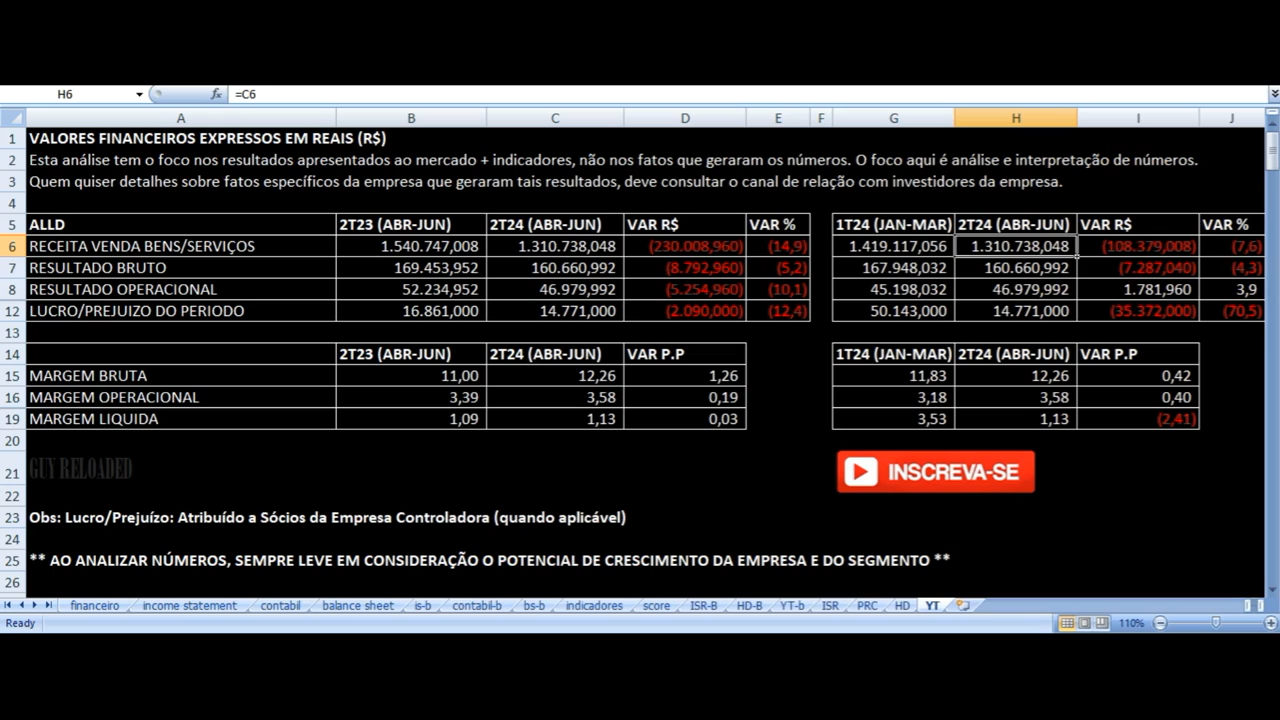 H6 fx =C6
A B C D E F G H I J
1 VALORES FINANCEIROS EXPRESSOS EM REAIS (R$)
2 Esta análise tem o foco nos resultados apresentados ao mercado + indicadores, não nos fatos que geraram os números. O foco aqui é análise e interpretação de números.
3 Quem quiser detalhes sobre fatos específicos da empresa que geraram tais resultados, deve consultar o canal de relação com investidores da empresa.
4
5 ALLD 2T23 (ABR-JUN) 2T24 (ABR-JUN) VAR R$ VAR % 1T24 (JAN-MAR) 2T24 (ABR-JUN) VAR R$ VAR %
6 RECEITA VENDA BENS/SERVIÇOS 1.540.747,008 1.310.738,048 (230.008,960) (14,9) 1.419.117,056 1.310.738,048 (108.379,008) (7,6)
7 RESULTADO BRUTO 169.453,952 160.660,992 (8.792,960) (5,2) 167.948,032 160.660,992 (7.287,040) (4,3)
8 RESULTADO OPERACIONAL 52.234,952 46.979,992 (5.254,960) (10,1) 45.198,032 46.979,992 1.781,960 3,9
12 LUCRO/PREJUIZO DO PERIODO 16.861,000 14.771,000 (2.090,000) (12,4) 50.143,000 14.771,000 (35.372,000) (70,5)
13
14 2T23 (ABR-JUN) 2T24 (ABR-JUN) VAR P.P 1T24 (JAN-MAR) 2T24 (ABR-JUN) VAR P.P
15 MARGEM BRUTA 11,00 12,26 1,26 11,83 12,26 0,42
16 MARGEM OPERACIONAL 3,39 3,58 0,19 3,18 3,58 0,40
19 MARGEM LIQUIDA 1,09 1,13 0,03 3,53 1,13 (2,41)
20
21 GUY RELOADED INSCREVA-SE
22
23 Obs: Lucro/Prejuízo: Atribuído a Sócios da Empresa Controladora (quando aplicável)
24
25 ** AO ANALIZAR NÚMEROS, SEMPRE LEVE EM CONSIDERAÇÃO O POTENCIAL DE CRESCIMENTO DA EMPRESA E DO SEGMENTO **
26
financeiro income statement contabil balance sheet is-b contabil-b bs-b indicadores score ISR-B HD-B YT-b ISR PRC HD YT
Ready 110%